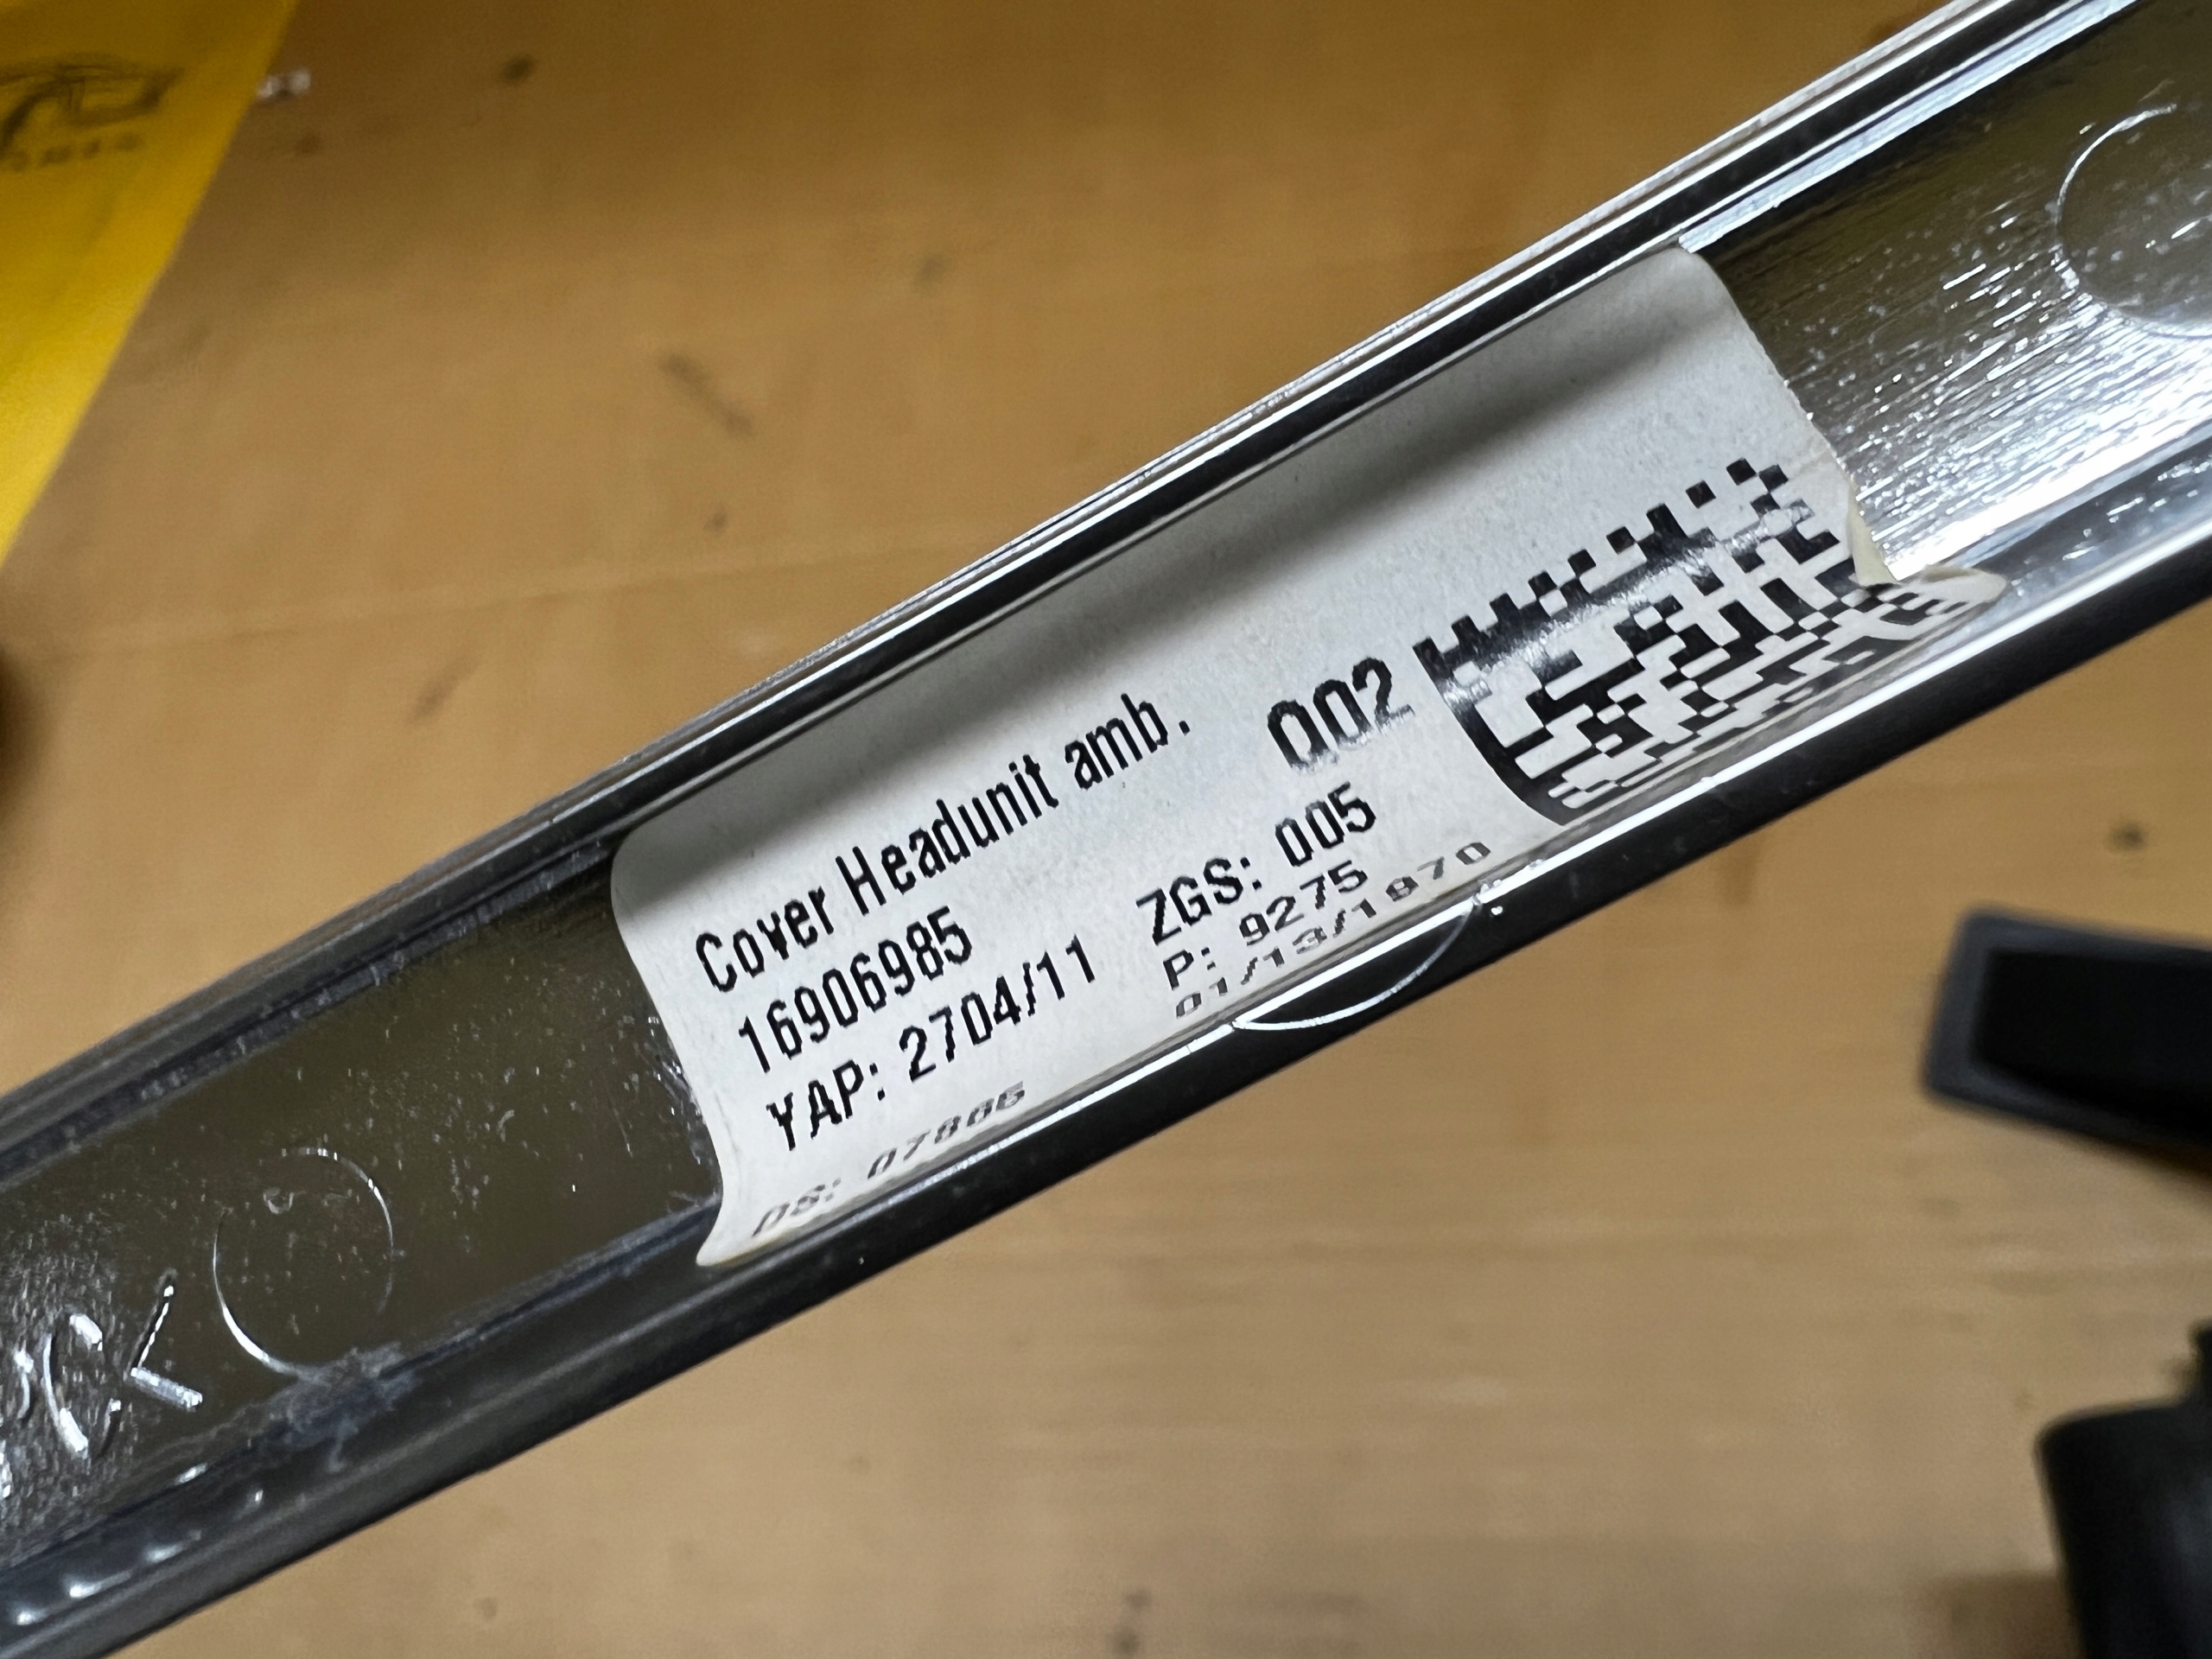 Cover Headunit amb.
16906985 002
YAP: 2704/11 ZGS: 005
P: 9275
DS: 07806 01/13/1970